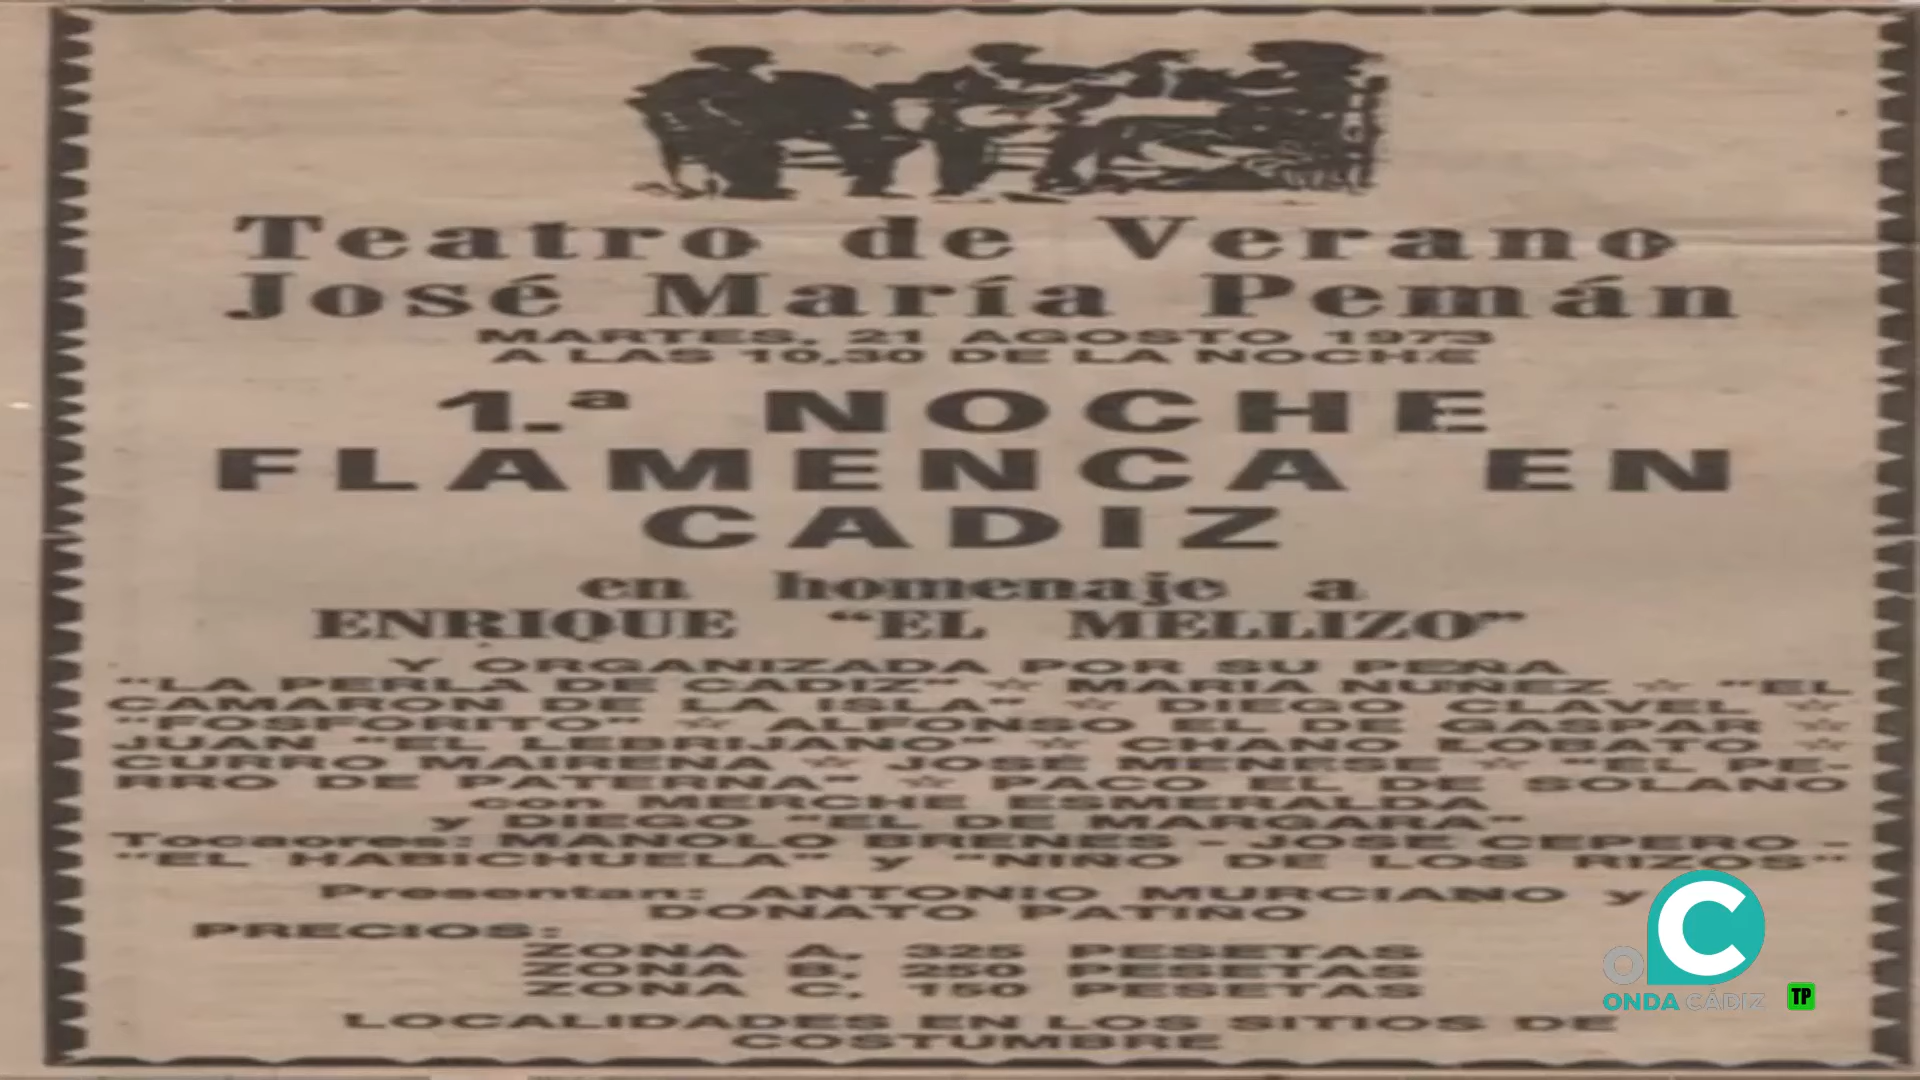 Teatro de Verano
José María Pemán
MARTES, 21 AGOSTO 1973
A LAS 10,30 DE LA NOCHE
1.ª NOCHE
FLAMENCA EN
CADIZ
en homenaje a
ENRIQUE "EL MELLIZO"
Y ORGANIZADA POR SU PEÑA
"LA PERLA DE CADIZ" ☆ MARIA NUÑEZ ☆ "EL
CAMARON DE LA ISLA" ☆ DIEGO CLAVEL ☆
"FOSFORITO" ☆ ALFONSO EL DE GASPAR ☆
JUAN "EL LEBRIJANO" ☆ CHANO LOBATO ☆
CURRO MAIRENA ☆ JOSÉ MENESE ☆ "EL PE-
RRO DE PATERNA" ☆ PACO EL DE SOLANO
con MERCHE ESMERALDA
y DIEGO "EL DE MARGARA"
Tocaores: MANOLO BRENES - JOSE CEPERO -
"EL HABICHUELA" y "NIÑO DE LOS RIZOS"
Presentan: ANTONIO MURCIANO y
DONATO PATIÑO
PRECIOS:
ZONA A. 325 PESETAS
ZONA B. 250 PESETAS
ZONA C. 150 PESETAS
LOCALIDADES EN LOS SITIOS DE
COSTUMBRE
O C
ONDA CÁDIZ TP